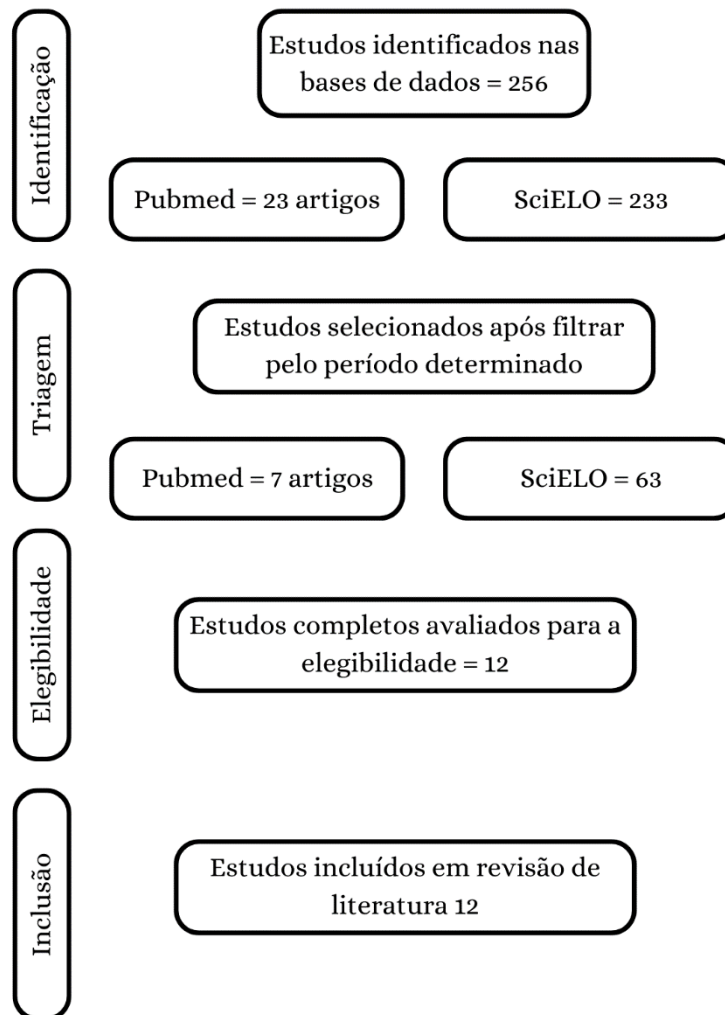 Identificação
Estudos identificados nas
bases de dados = 256
Pubmed = 23 artigos
SciELO = 233
Triagem
Estudos selecionados após filtrar
pelo período determinado
Pubmed = 7 artigos
SciELO = 63
Elegibilidade
Estudos completos avaliados para a
elegibilidade = 12
Inclusão
Estudos incluídos em revisão de
literatura 12